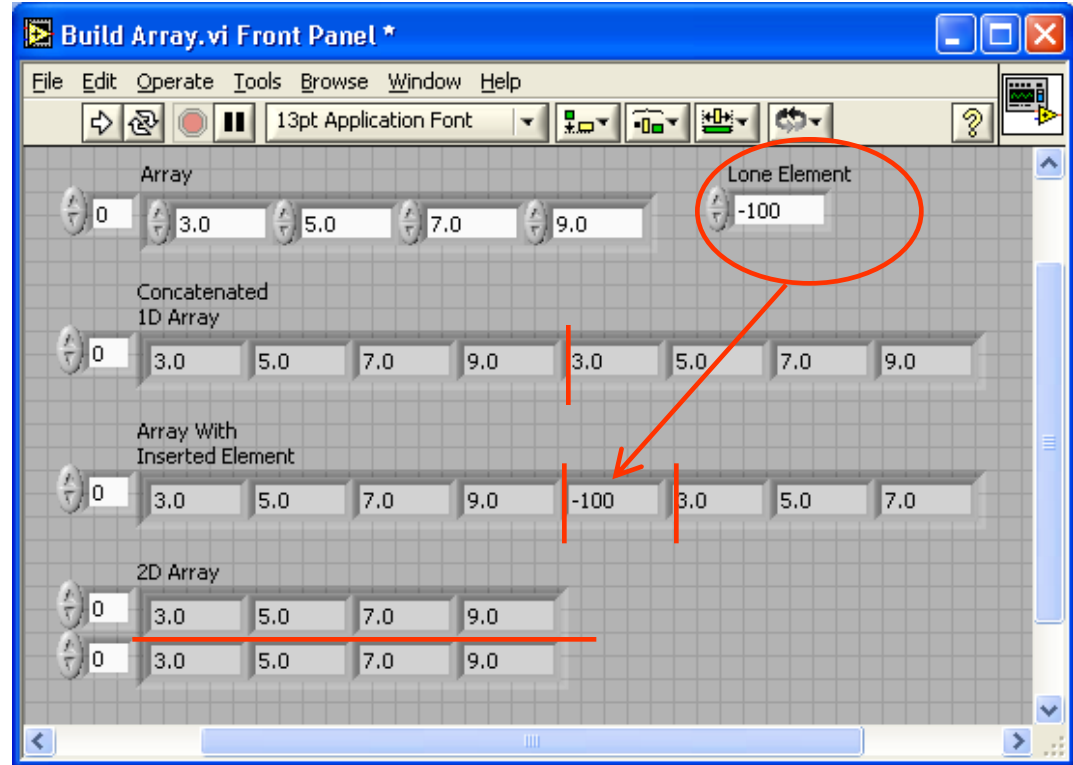 Build Array.vi Front Panel *
File Edit Operate Tools Browse Window Help
13pt Application Font
?
Array
Lone Element
0 3.0 5.0 7.0 9.0 -100
Concatenated
1D Array
0 3.0 5.0 7.0 9.0 3.0 5.0 7.0 9.0
Array With
Inserted Element
0 3.0 5.0 7.0 9.0 -100 3.0 5.0 7.0
2D Array
0 3.0 5.0 7.0 9.0
0 3.0 5.0 7.0 9.0